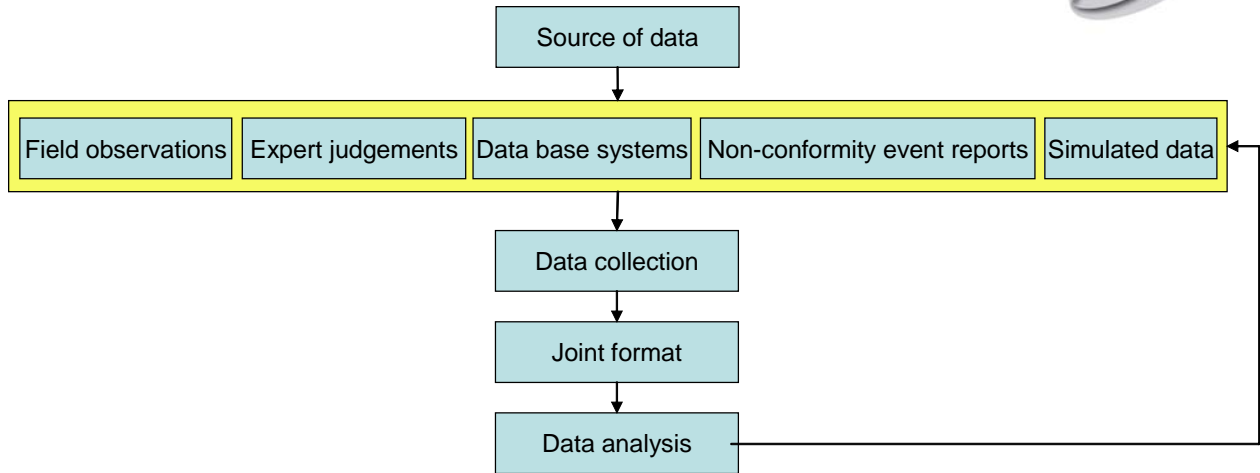 Source of data
Field observations
Expert judgements
Data base systems
Non-conformity event reports
Simulated data
Data collection
Joint format
Data analysis